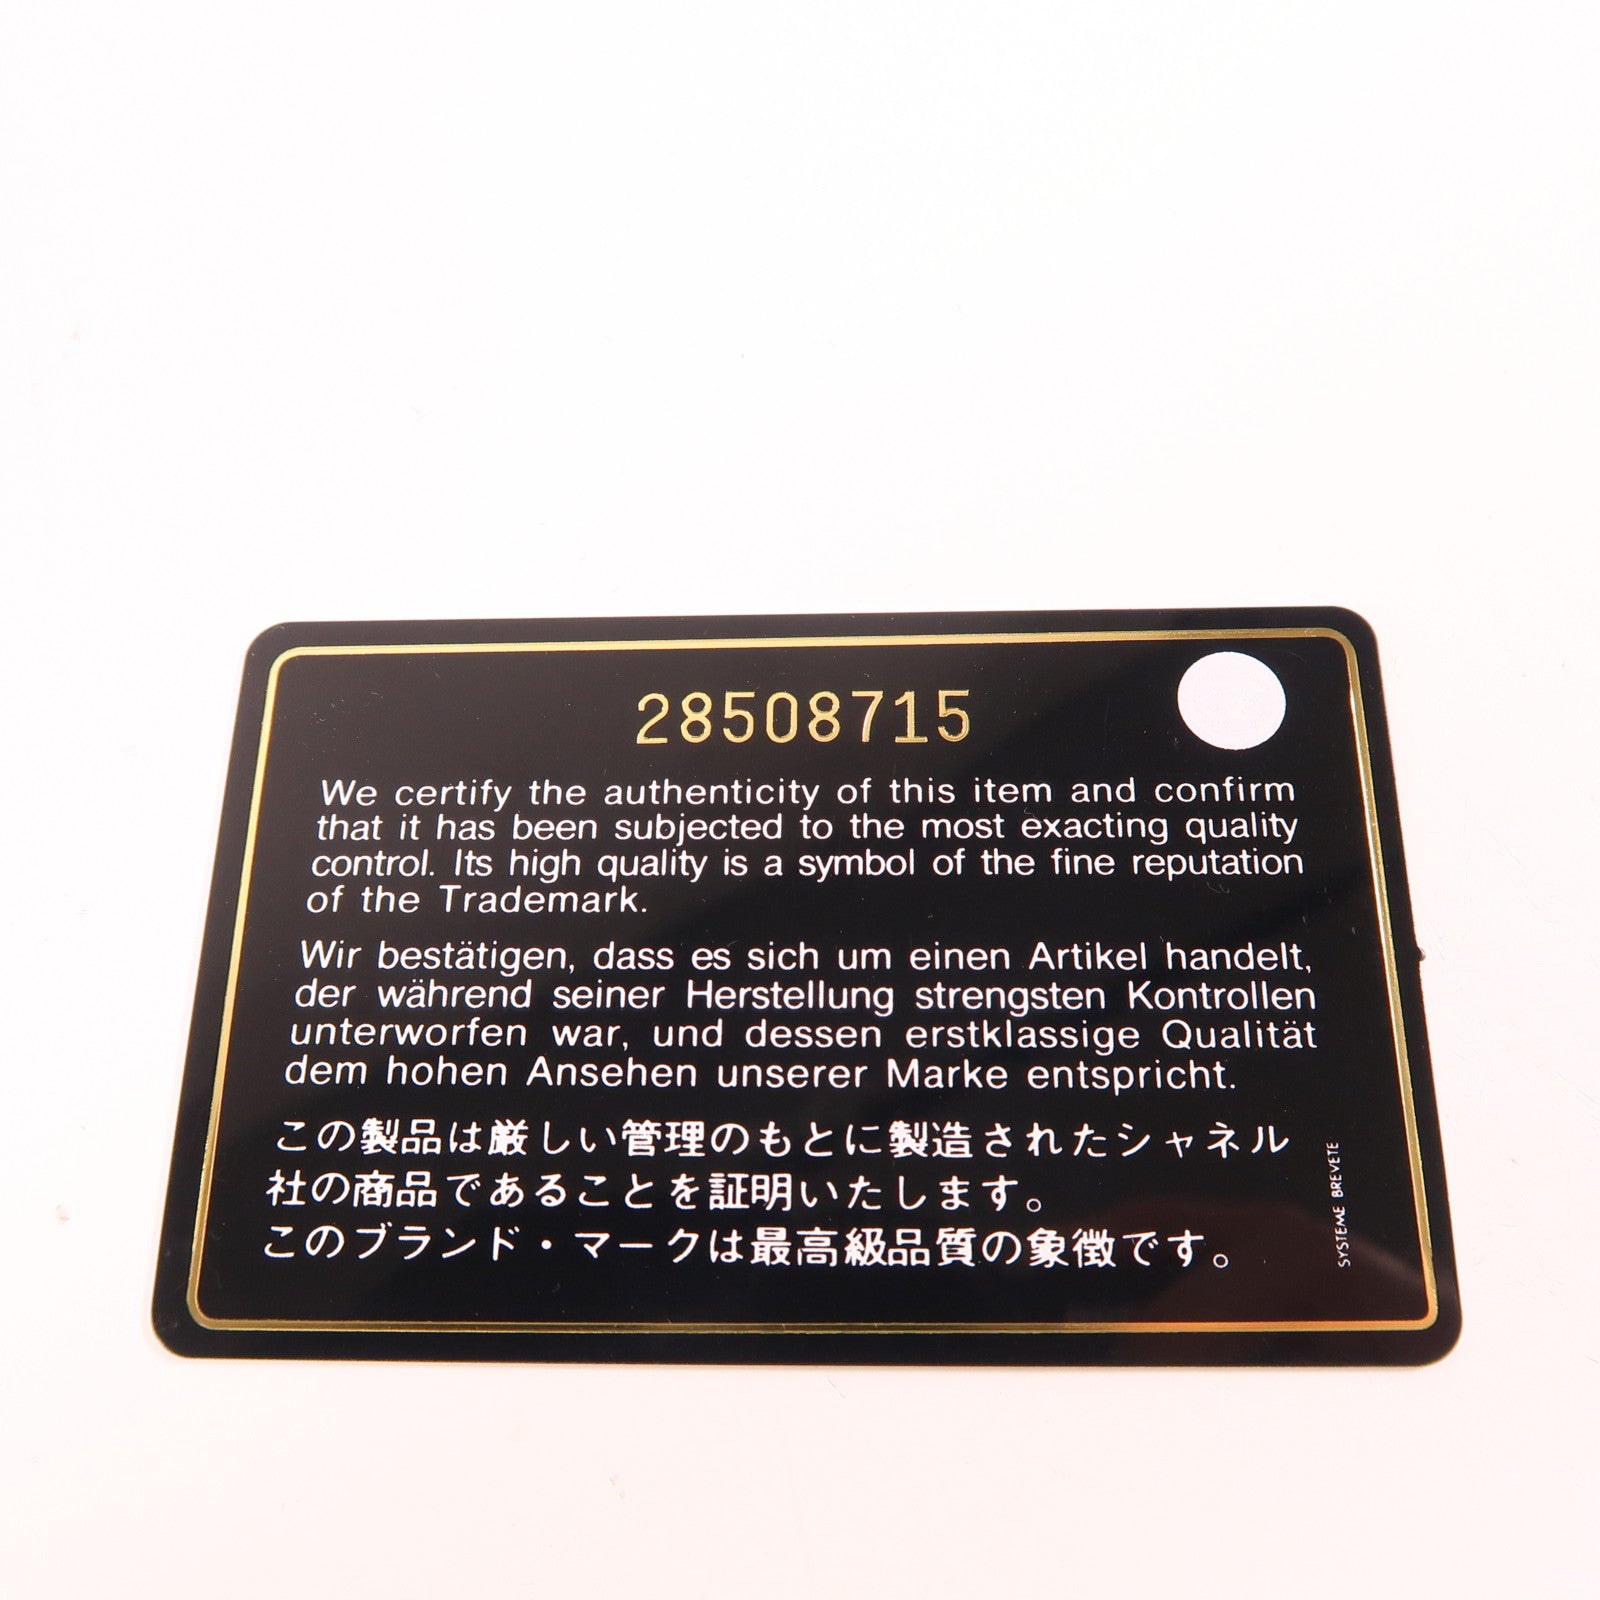 28508715
We certify the authenticity of this item and confirm
that it has been subjected to the most exacting quality
control. Its high quality is a symbol of the fine reputation
of the Trademark.
Wir bestätigen, dass es sich um einen Artikel handelt,
der während seiner Herstellung strengsten Kontrollen
unterworfen war, und dessen erstklassige Qualität
dem hohen Ansehen unserer Marke entspricht.
この製品は厳しい管理のもとに製造されたシャネル
社の商品であることを証明いたします。
このブランド・マークは最高級品質の象徴です。
SYSTEME BREVETE